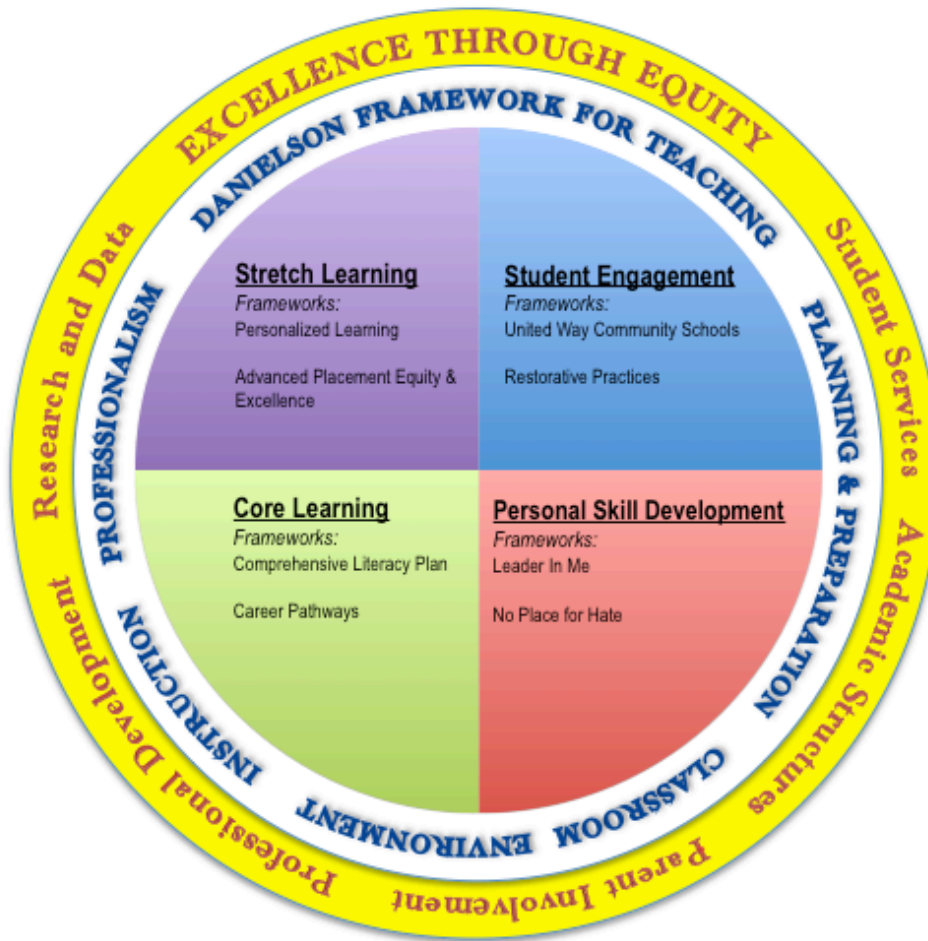 EXCELLENCE THROUGH EQUITY
Student Services
Academic Structures
Parent Involvement
Professional Development
Research and Data
DANIELSON FRAMEWORK FOR TEACHING
PLANNING & PREPARATION
CLASSROOM ENVIRONMENT
INSTRUCTION
PROFESSIONALISM
Stretch Learning
Frameworks:
Personalized Learning
Advanced Placement Equity &
Excellence
Student Engagement
Frameworks:
United Way Community Schools
Restorative Practices
Core Learning
Frameworks:
Comprehensive Literacy Plan
Career Pathways
Personal Skill Development
Frameworks:
Leader In Me
No Place for Hate